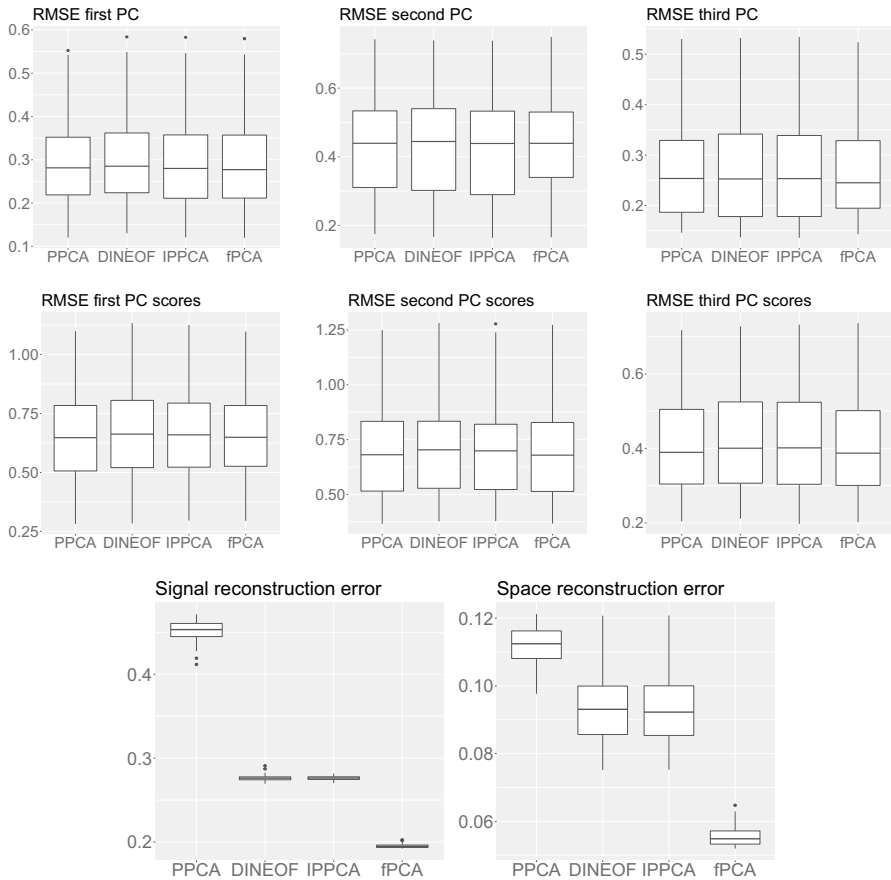 RMSE first PC
0.6
0.5
0.4
0.3
0.2
0.1
PPCA DINEOF IPPCA fPCA
RMSE second PC
0.6
0.4
0.2
PPCA DINEOF IPPCA fPCA
RMSE third PC
0.5
0.4
0.3
0.2
PPCA DINEOF IPPCA fPCA
RMSE first PC scores
1.00
0.75
0.50
0.25
PPCA DINEOF IPPCA fPCA
RMSE second PC scores
1.25
1.00
0.75
0.50
PPCA DINEOF IPPCA fPCA
RMSE third PC scores
0.6
0.4
0.2
PPCA DINEOF IPPCA fPCA
Signal reconstruction error
0.4
0.3
0.2
PPCA DINEOF IPPCA fPCA
Space reconstruction error
0.12
0.10
0.08
0.06
PPCA DINEOF IPPCA fPCA